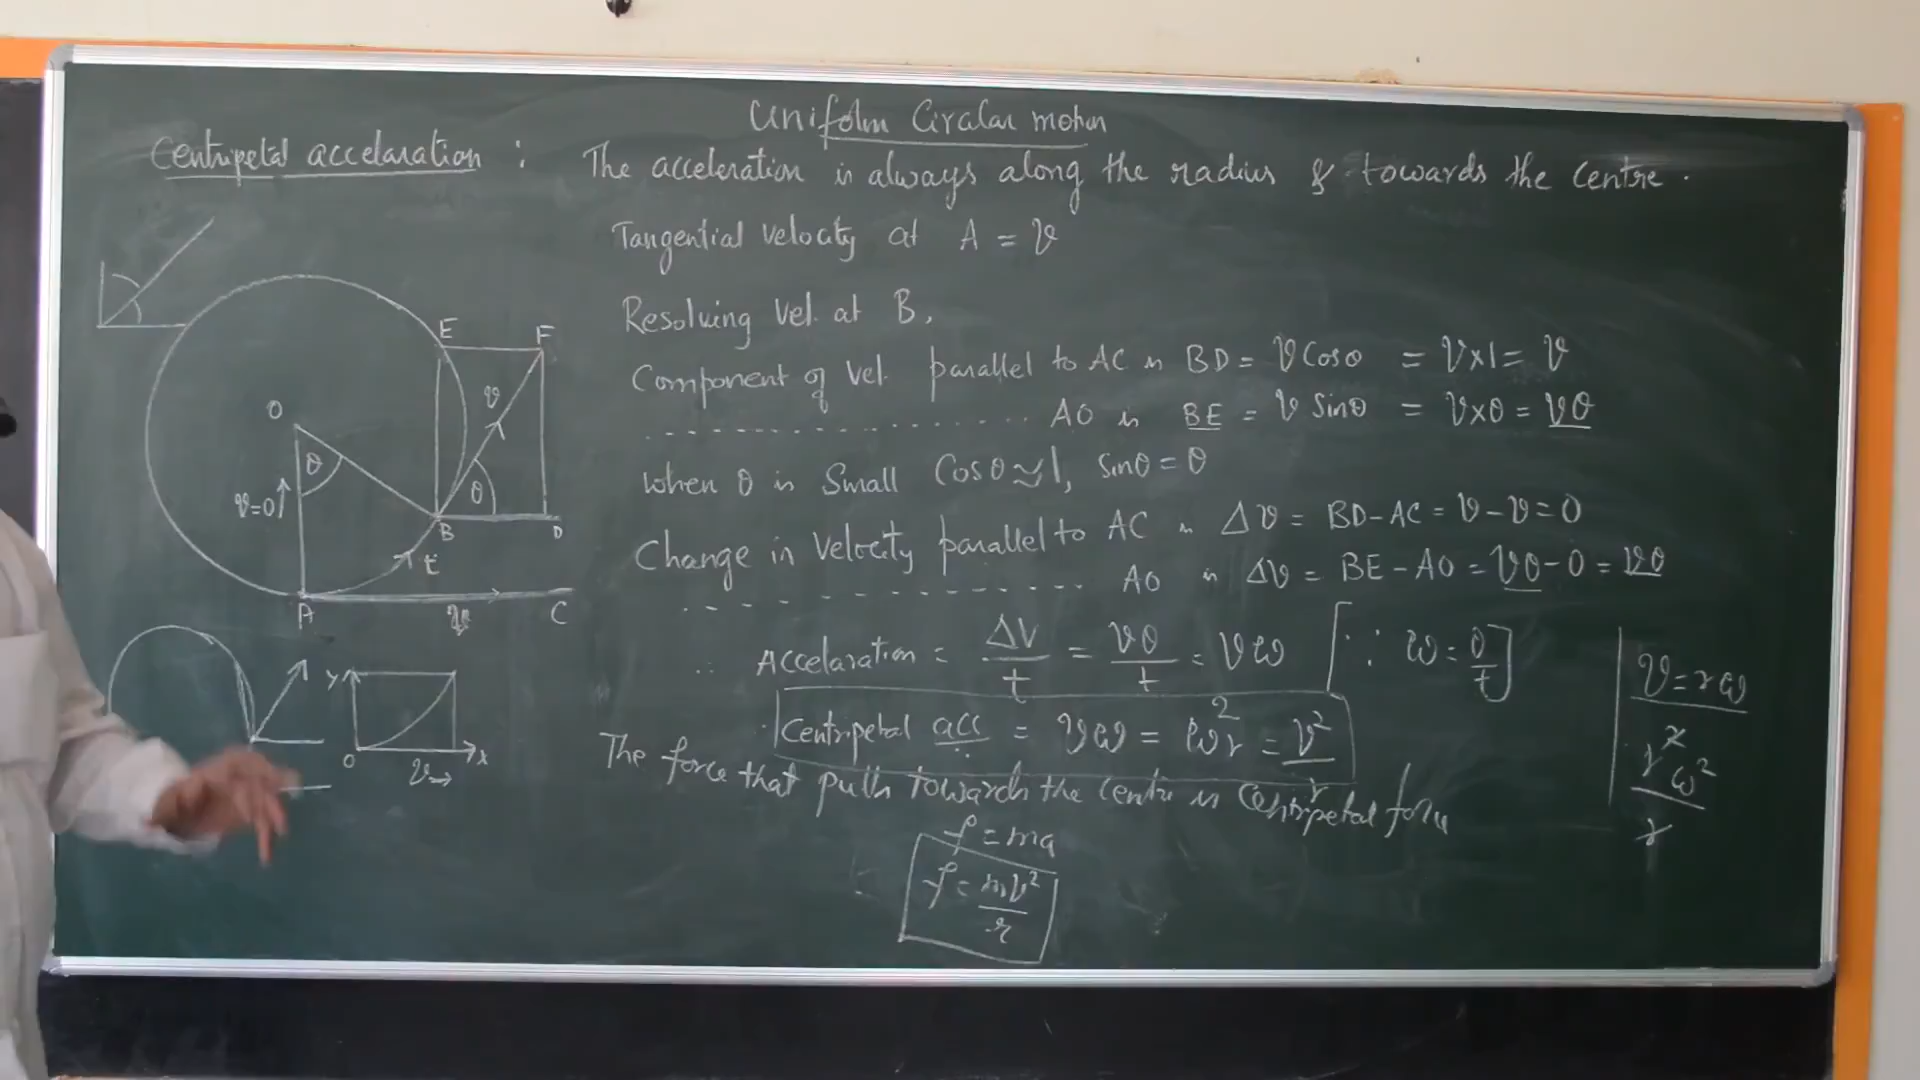 Uniform Circular motion
Centripetal accelaration : The acceleration is always along the radius & towards the centre.
Tangential velocity at A = v
Resolving Vel. at B,
Component of Vel. parallel to AC is BD = v Cosθ = V×1 = v
. . . . . . . . . . . . . . . . . . AO is BE = v Sinθ = V×θ = Vθ
when θ is Small Cosθ ≈ 1, Sinθ = θ
Change in Velocity parallel to AC is Δv = BD - AC = v - v = 0
- - - - - - - - - - - - - AO is Δv = BE - AO = vθ - 0 = vθ
∴ Accelaration = ΔV/t = vθ/t = Vω [∵ ω = θ/t]
Centripetal acc = vω = ω²r = v²/r
The force that pulls towards the centre is Centripetal force
f = ma
f = mv²/r
V = rω
r²ω²
r
E
F
v
O
θ
θ
v=0
B
D
t
A
v
C
y
O
x
v→